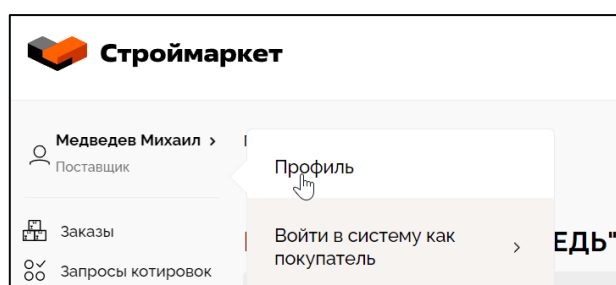 Строймаркет
Медведев Михаил >
Поставщик
Профиль
Заказы
Войти в систему как
покупатель
ЕДЬ"
Запросы котировок